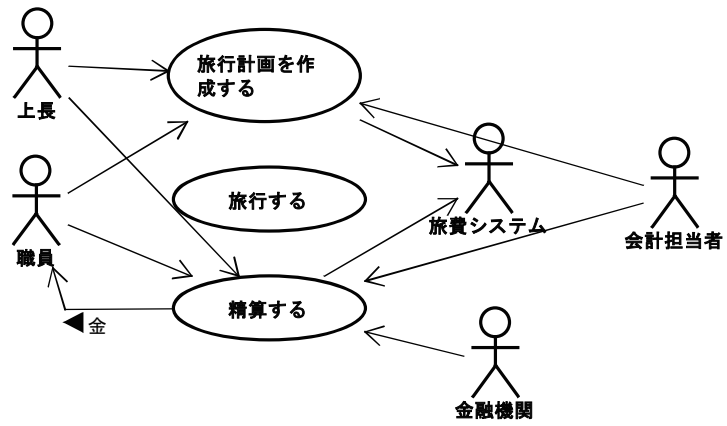 上長
旅行計画を作
成する
職員
旅行する
旅費システム
会計担当者
精算する
金
金融機関